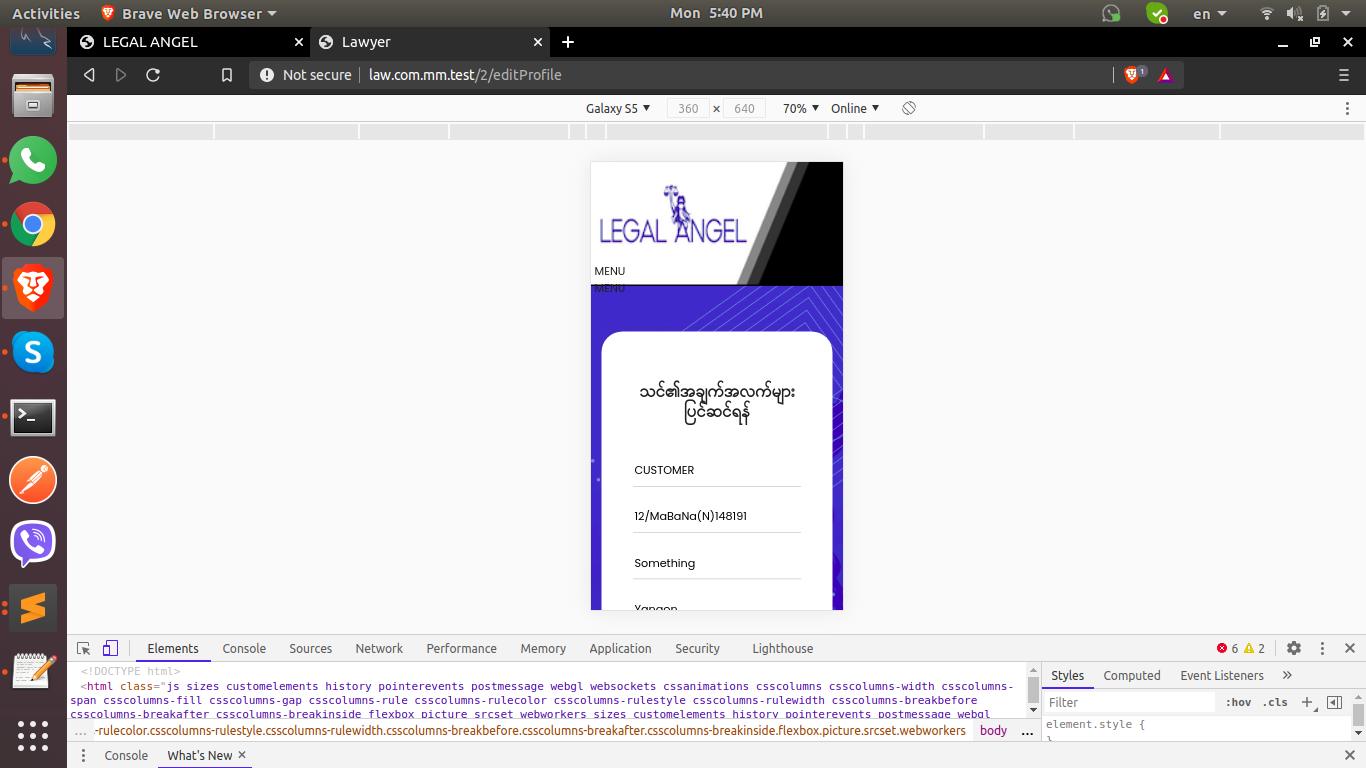 Activities
Brave Web Browser
Mon 5:40 PM
en
LEGAL ANGEL
Lawyer
Not secure
law.com.mm.test/2/editProfile
1
Galaxy S5
360 × 640
70%
Online
LEGAL ANGEL
MENU
MENU
သင်၏အချက်အလက်များ
ပြင်ဆင်ရန်
CUSTOMER
12/MaBaNa(N)148191
Something
Yangon
Elements
Console
Sources
Network
Performance
Memory
Application
Security
Lighthouse
6
2
<!DOCTYPE html>
<html class="js sizes customelements history pointerevents postmessage webgl websockets cssanimations csscolumns csscolumns-width csscolumns-
span csscolumns-fill csscolumns-gap csscolumns-rule csscolumns-rulecolor csscolumns-rulestyle csscolumns-rulewidth csscolumns-breakbefore
csscolumns-breakafter csscolumns-breakinside flexbox picture srcset webworkers sizes customelements history pointerevents postmessage webgl
... -rulecolor.csscolumns-rulestyle.csscolumns-rulewidth.csscolumns-breakbefore.csscolumns-breakafter.csscolumns-breakinside.flexbox.picture.srcset.webworkers
body
...
Styles
Computed
Event Listeners
Filter
:hov
.cls
element.style {
}
Console
What's New